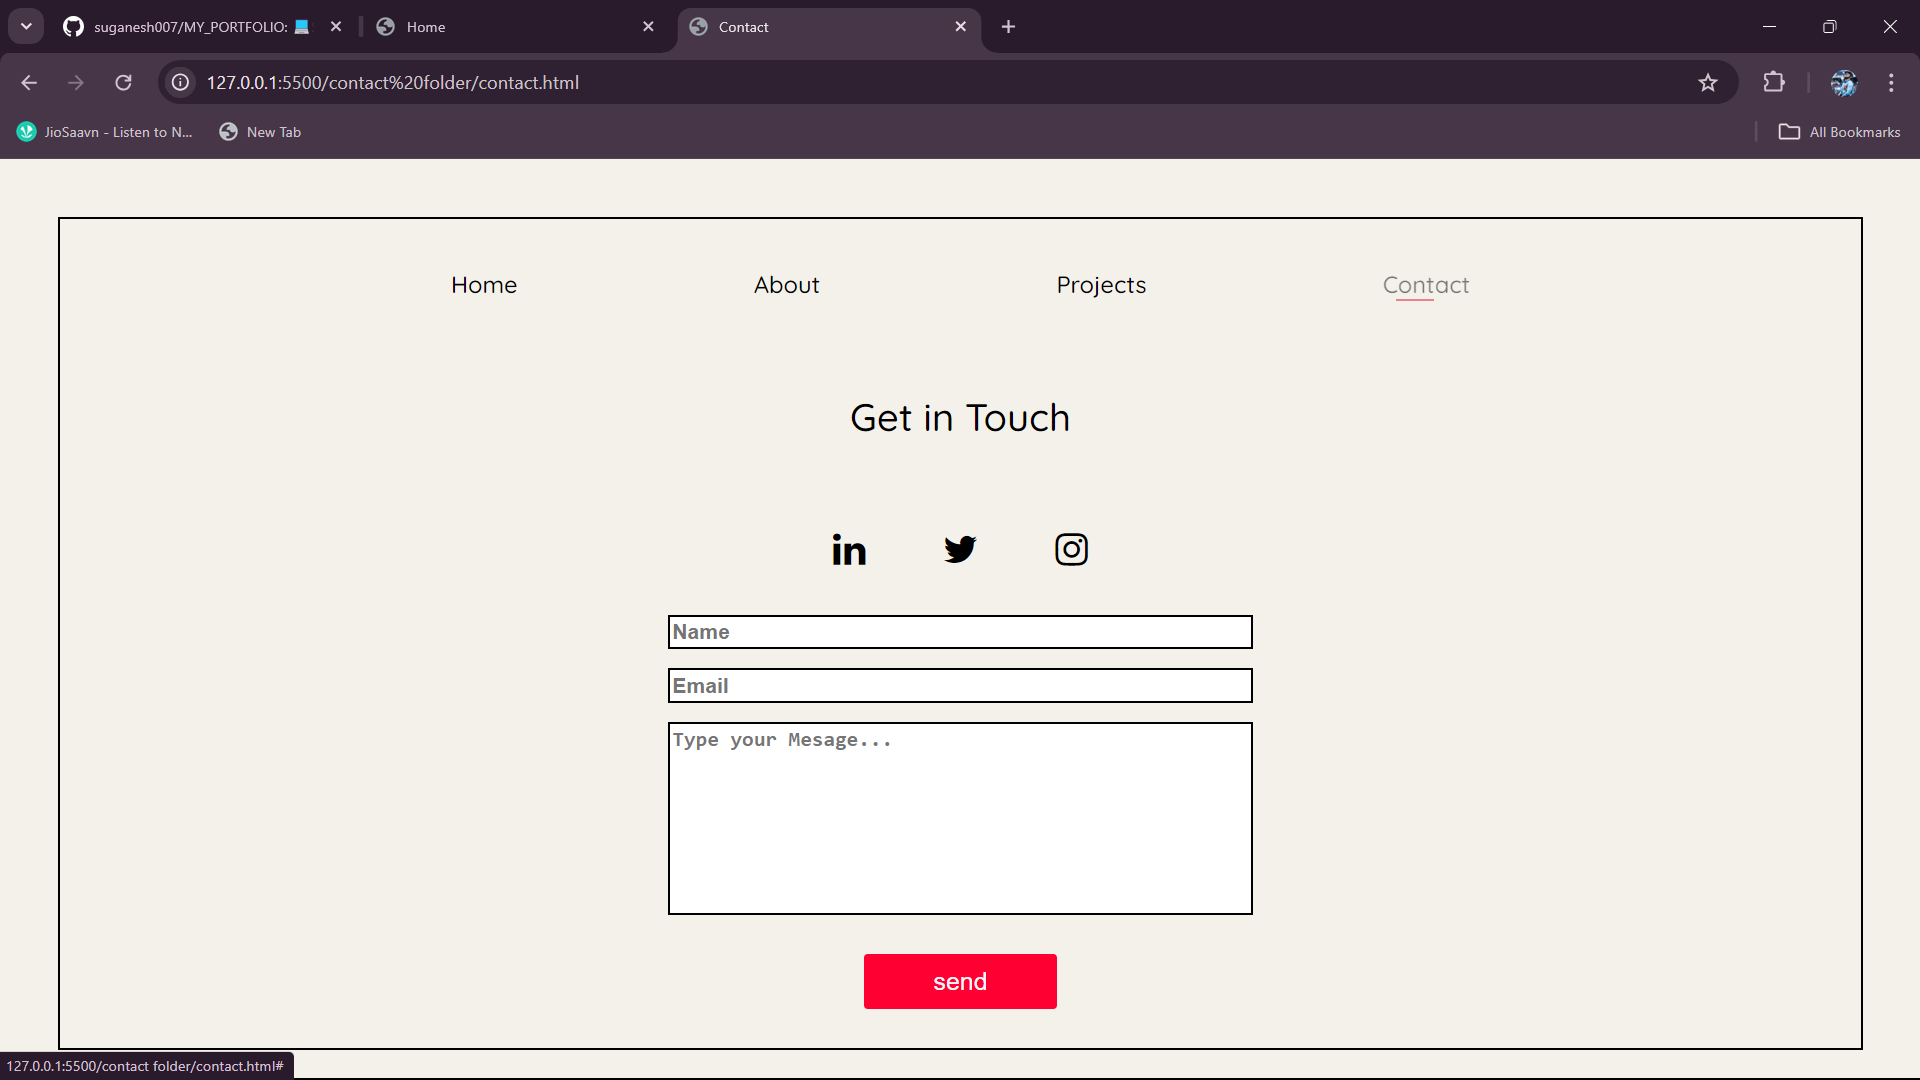 suganesh007/MY_PORTFOLIO: 💻
Home
Contact
127.0.0.1:5500/contact%20folder/contact.html
JioSaavn - Listen to N...
New Tab
All Bookmarks
Home
About
Projects
Contact
Get in Touch
in
Name
Email
Type your Mesage...
send
127.0.0.1:5500/contact folder/contact.html#